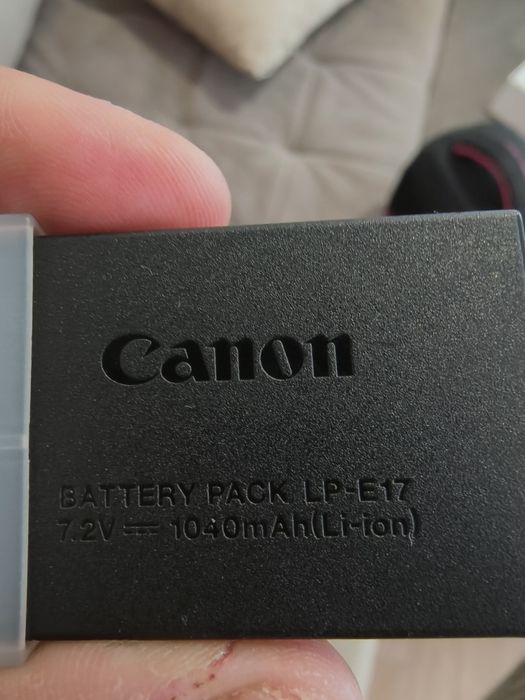 Canon
BATTERY PACK LP-E17
7.2V ⎓ 1040mAh(Li-ion)